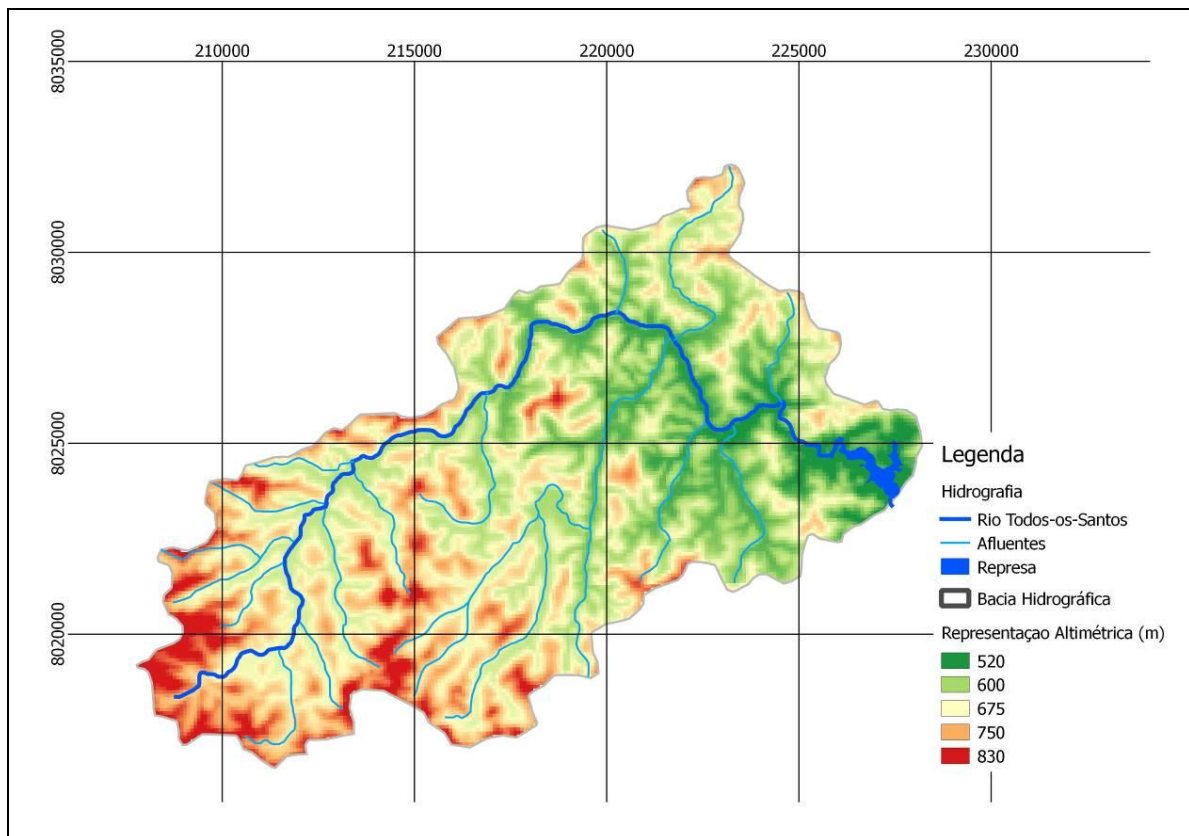 210000 215000 220000 225000 230000
8035000
8030000
8025000
8020000
Legenda
Hidrografia
Rio Todos-os-Santos
Afluentes
Represa
Bacia Hidrográfica
Representaçao Altimétrica (m)
520
600
675
750
830